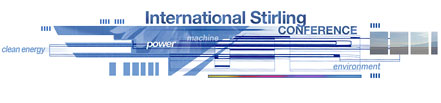 International Stirling
CONFERENCE
machine
power
clean energy
environment